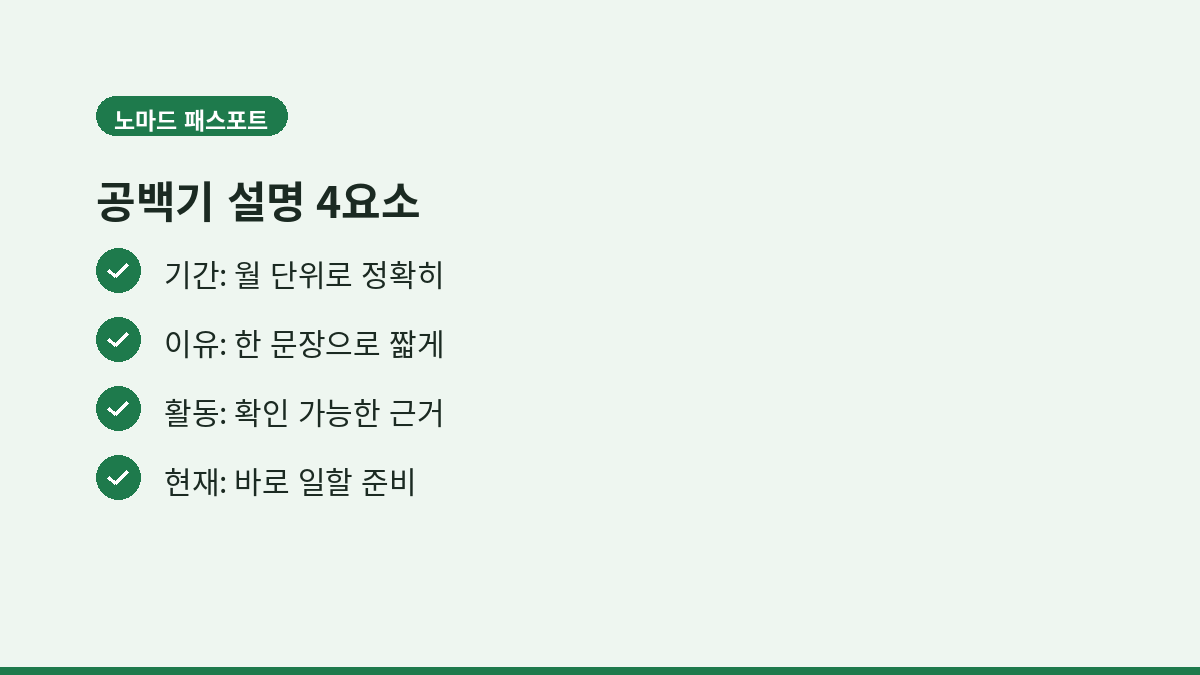 노마드 패스포트
공백기 설명 4요소
기간: 월 단위로 정확히
이유: 한 문장으로 짧게
활동: 확인 가능한 근거
현재: 바로 일할 준비